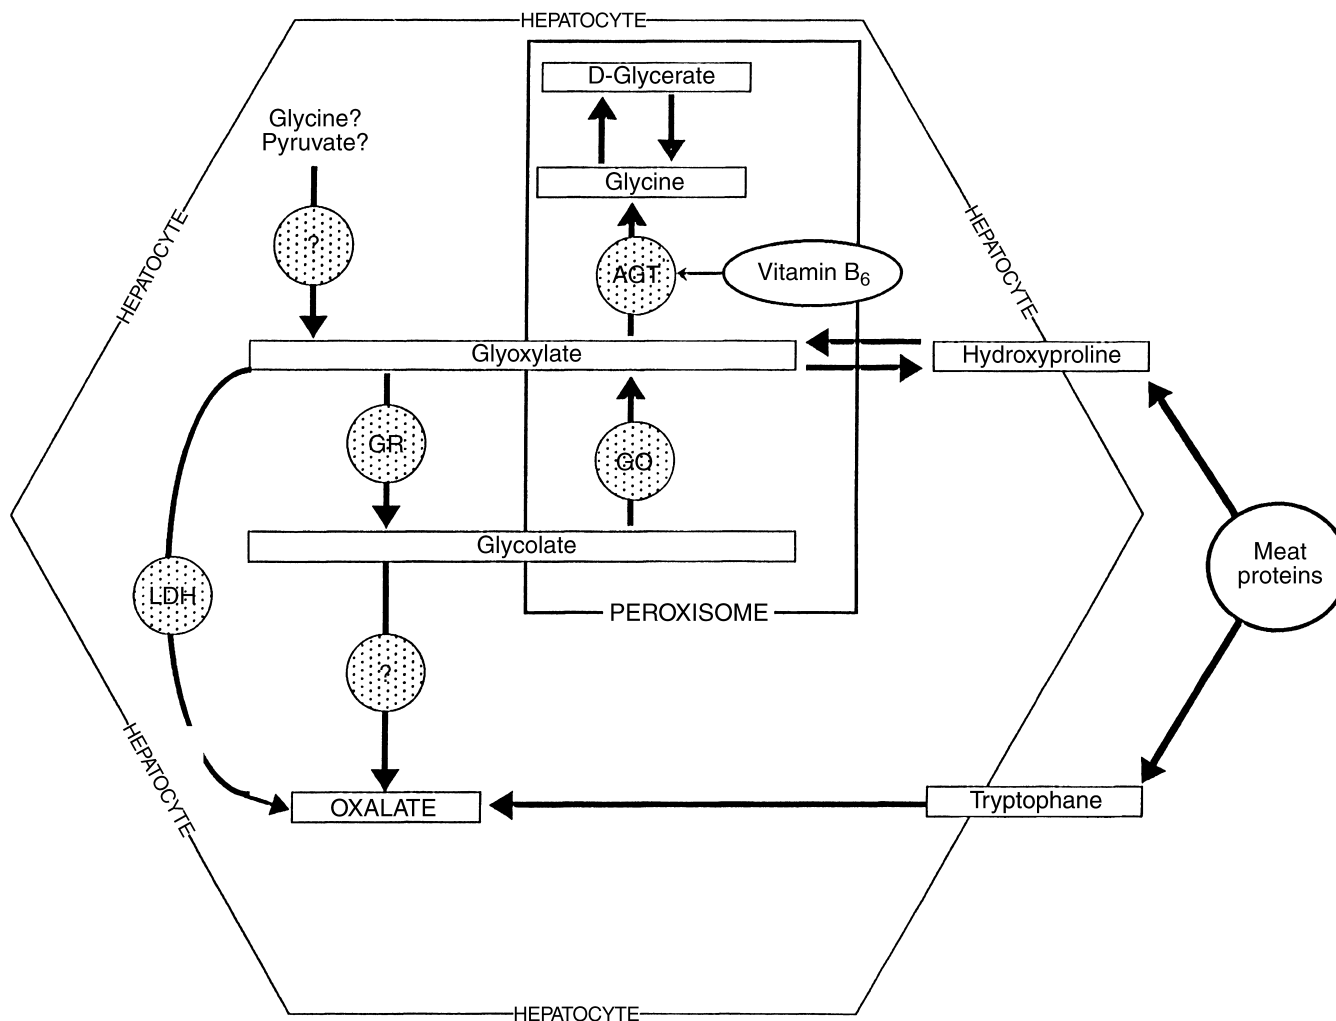 HEPATOCYTE
D-Glycerate
Glycine?
Pyruvate?
Glycine
HEPATOCYTE
HEPATOCYTE
?
AGT
Vitamin B6
Glyoxylate
Hydroxyproline
GR
GO
Glycolate
Meat
proteins
LDH
PEROXISOME
?
HEPATOCYTE
OXALATE
Tryptophane
HEPATOCYTE